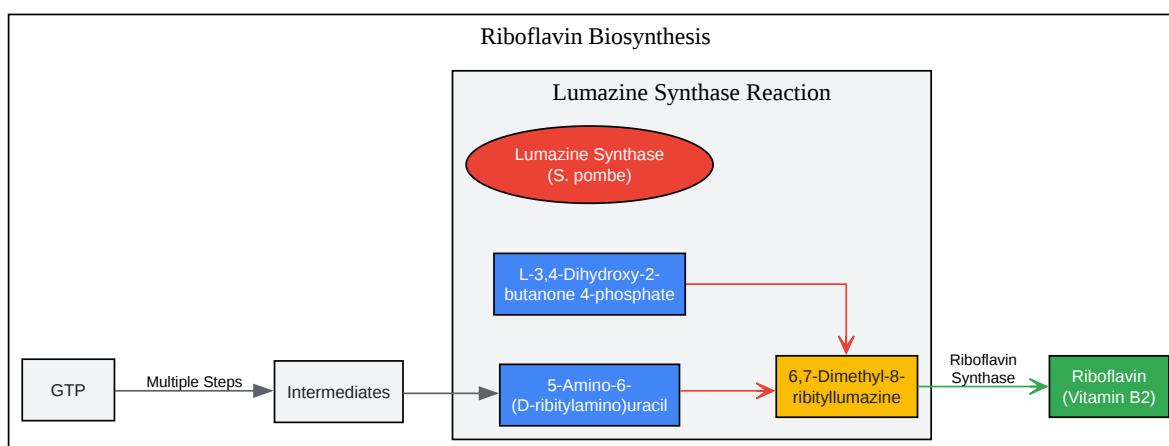 Riboflavin Biosynthesis
Lumazine Synthase Reaction
Lumazine Synthase
(S. pombe)
L-3,4-Dihydroxy-2-
butanone 4-phosphate
GTP
Multiple Steps
Intermediates
5-Amino-6-
(D-ribitylamino)uracil
6,7-Dimethyl-8-
ribityllumazine
Riboflavin
Synthase
Riboflavin
(Vitamin B2)